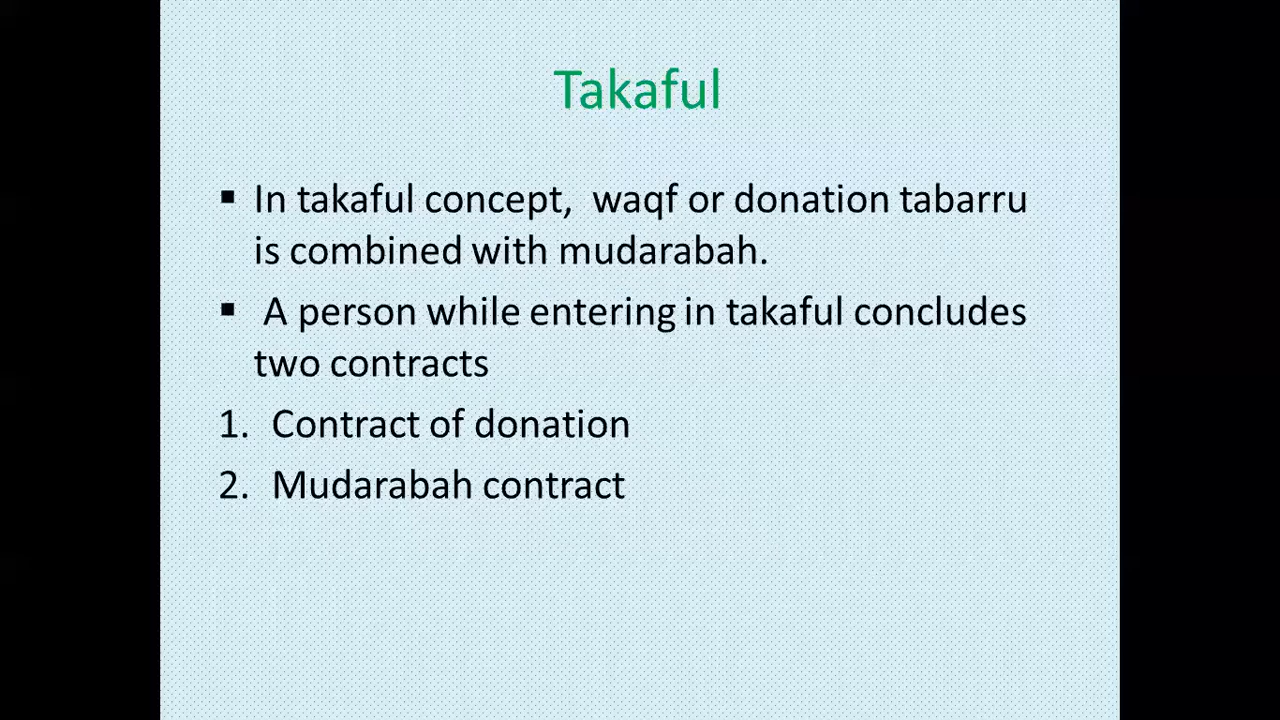 Takaful
▪ In takaful concept,  waqf or donation tabarru
is combined with mudarabah.
▪ A person while entering in takaful concludes
two contracts
1. Contract of donation
2. Mudarabah contract